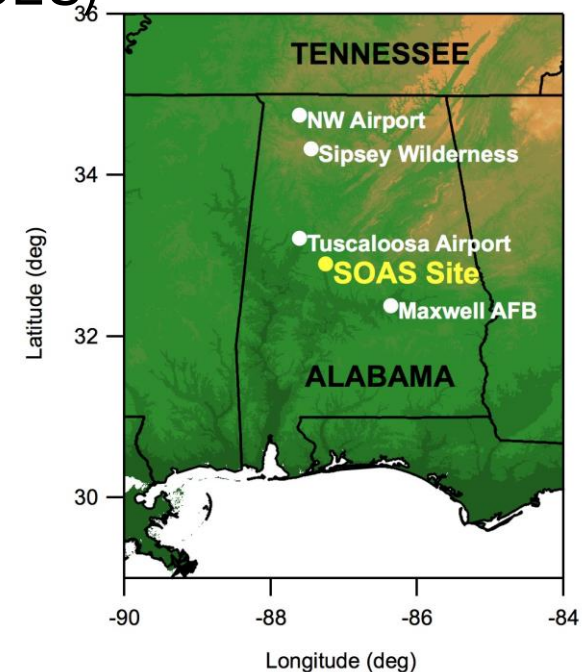 36
TENNESSEE
NW Airport
Sipsey Wilderness
34
Tuscaloosa Airport
SOAS Site
Maxwell AFB
32
ALABAMA
30
-90
-88
-86
-84
Latitude (deg)
Longitude (deg)